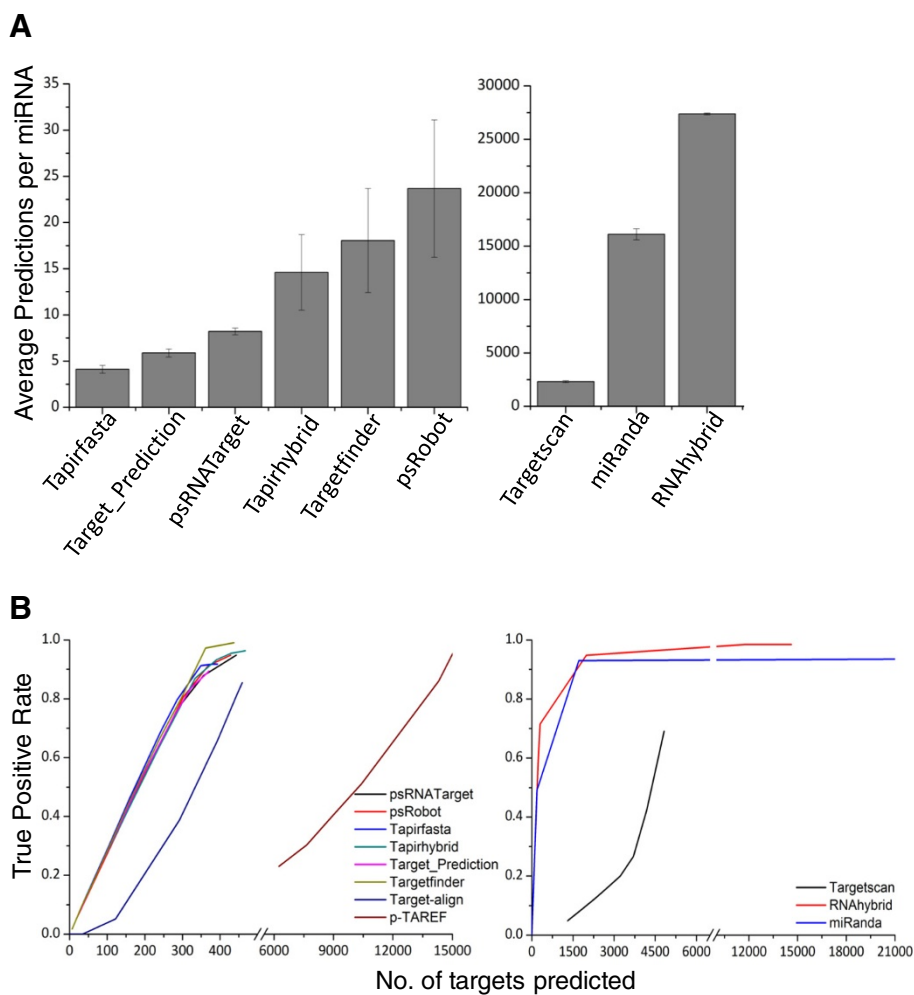 A
Average Predictions per miRNA
35
30
25
20
15
10
5
0
Tapirfasta
Target_Prediction
psRNATarget
Tapirhybrid
Targetfinder
psRobot
30000
25000
20000
15000
10000
5000
0
Targetscan
miRanda
RNAhybrid
B
True Positive Rate
1.0
0.8
0.6
0.4
0.2
0.0
0 100 200 300 400 6000 9000 12000 15000
psRNATarget
psRobot
Tapirfasta
Tapirhybrid
Target_Prediction
Targetfinder
Target-align
p-TAREF
1.0
0.8
0.6
0.4
0.2
0.0
0 1500 3000 4500 6000 12000 15000 18000 21000
Targetscan
RNAhybrid
miRanda
No. of targets predicted